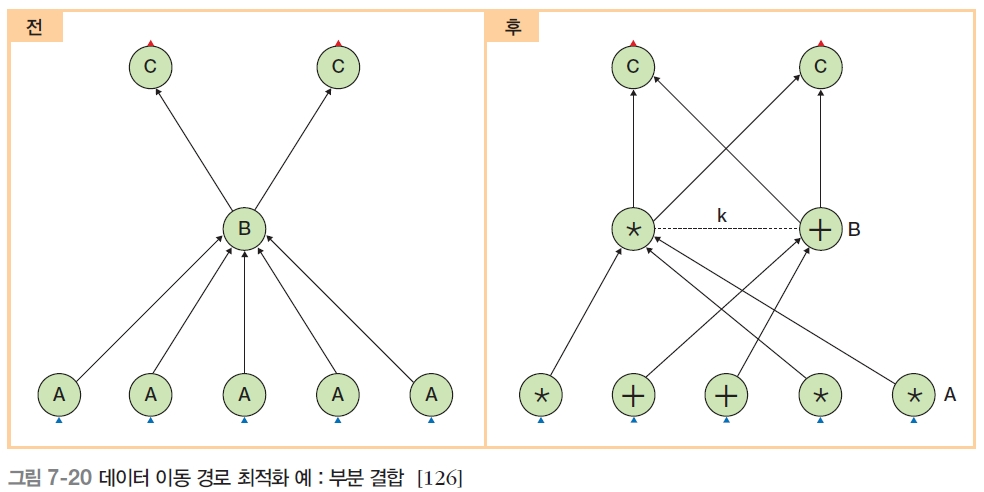 전
후
C C
C C
B
* k + B
A A A A A
* + + * * A
그림 7-20 데이터 이동 경로 최적화 예 : 부분 결합 [126]